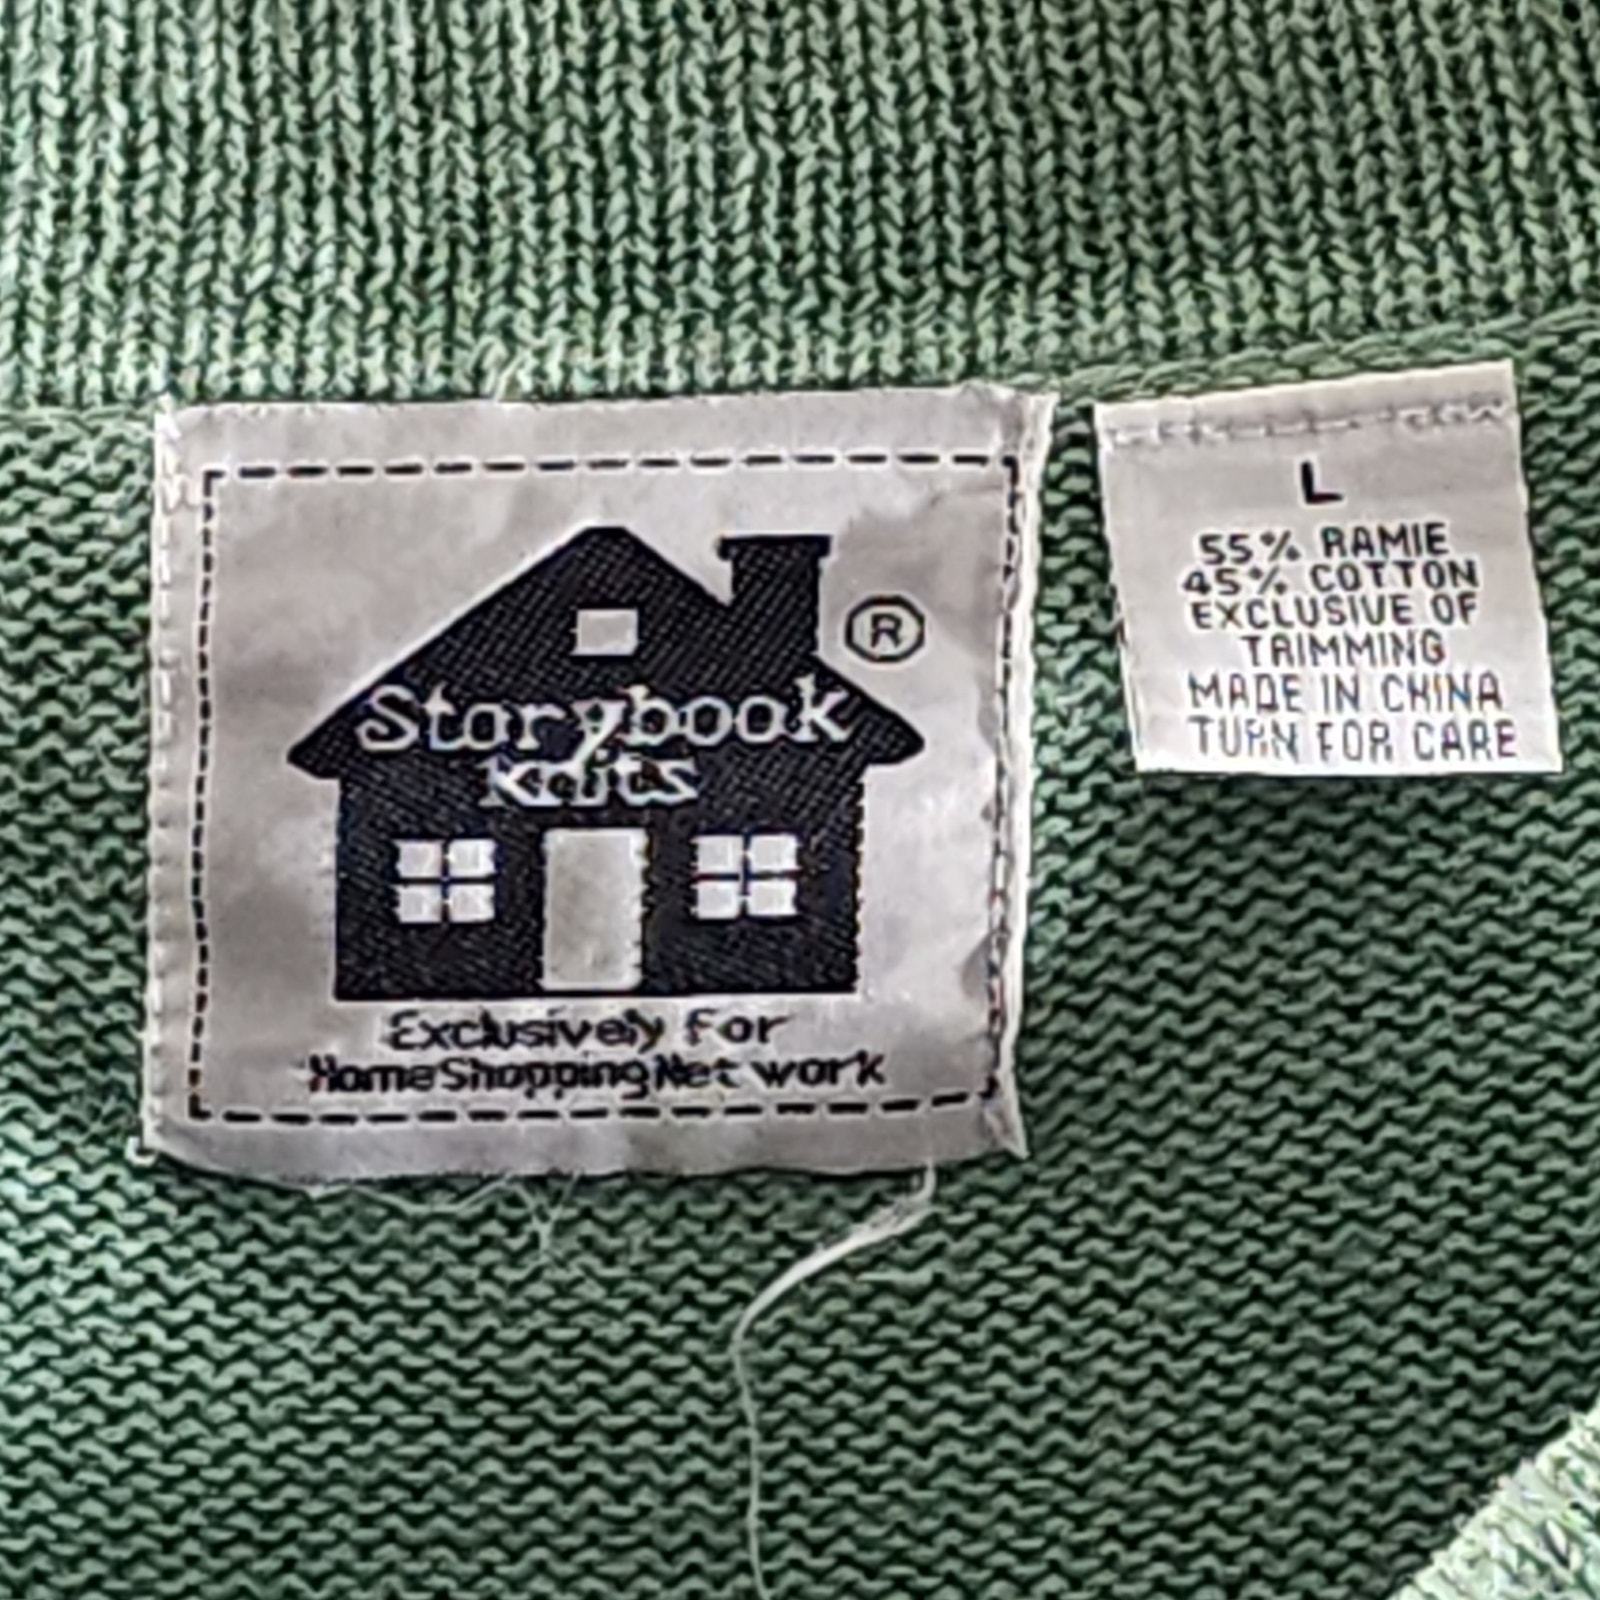 Storybook
Knits
®
Exclusively For
HomeShoppingNetwork
L
55% RAMIE
45% COTTON
EXCLUSIVE OF
TRIMMING
MADE IN CHINA
TURN FOR CARE